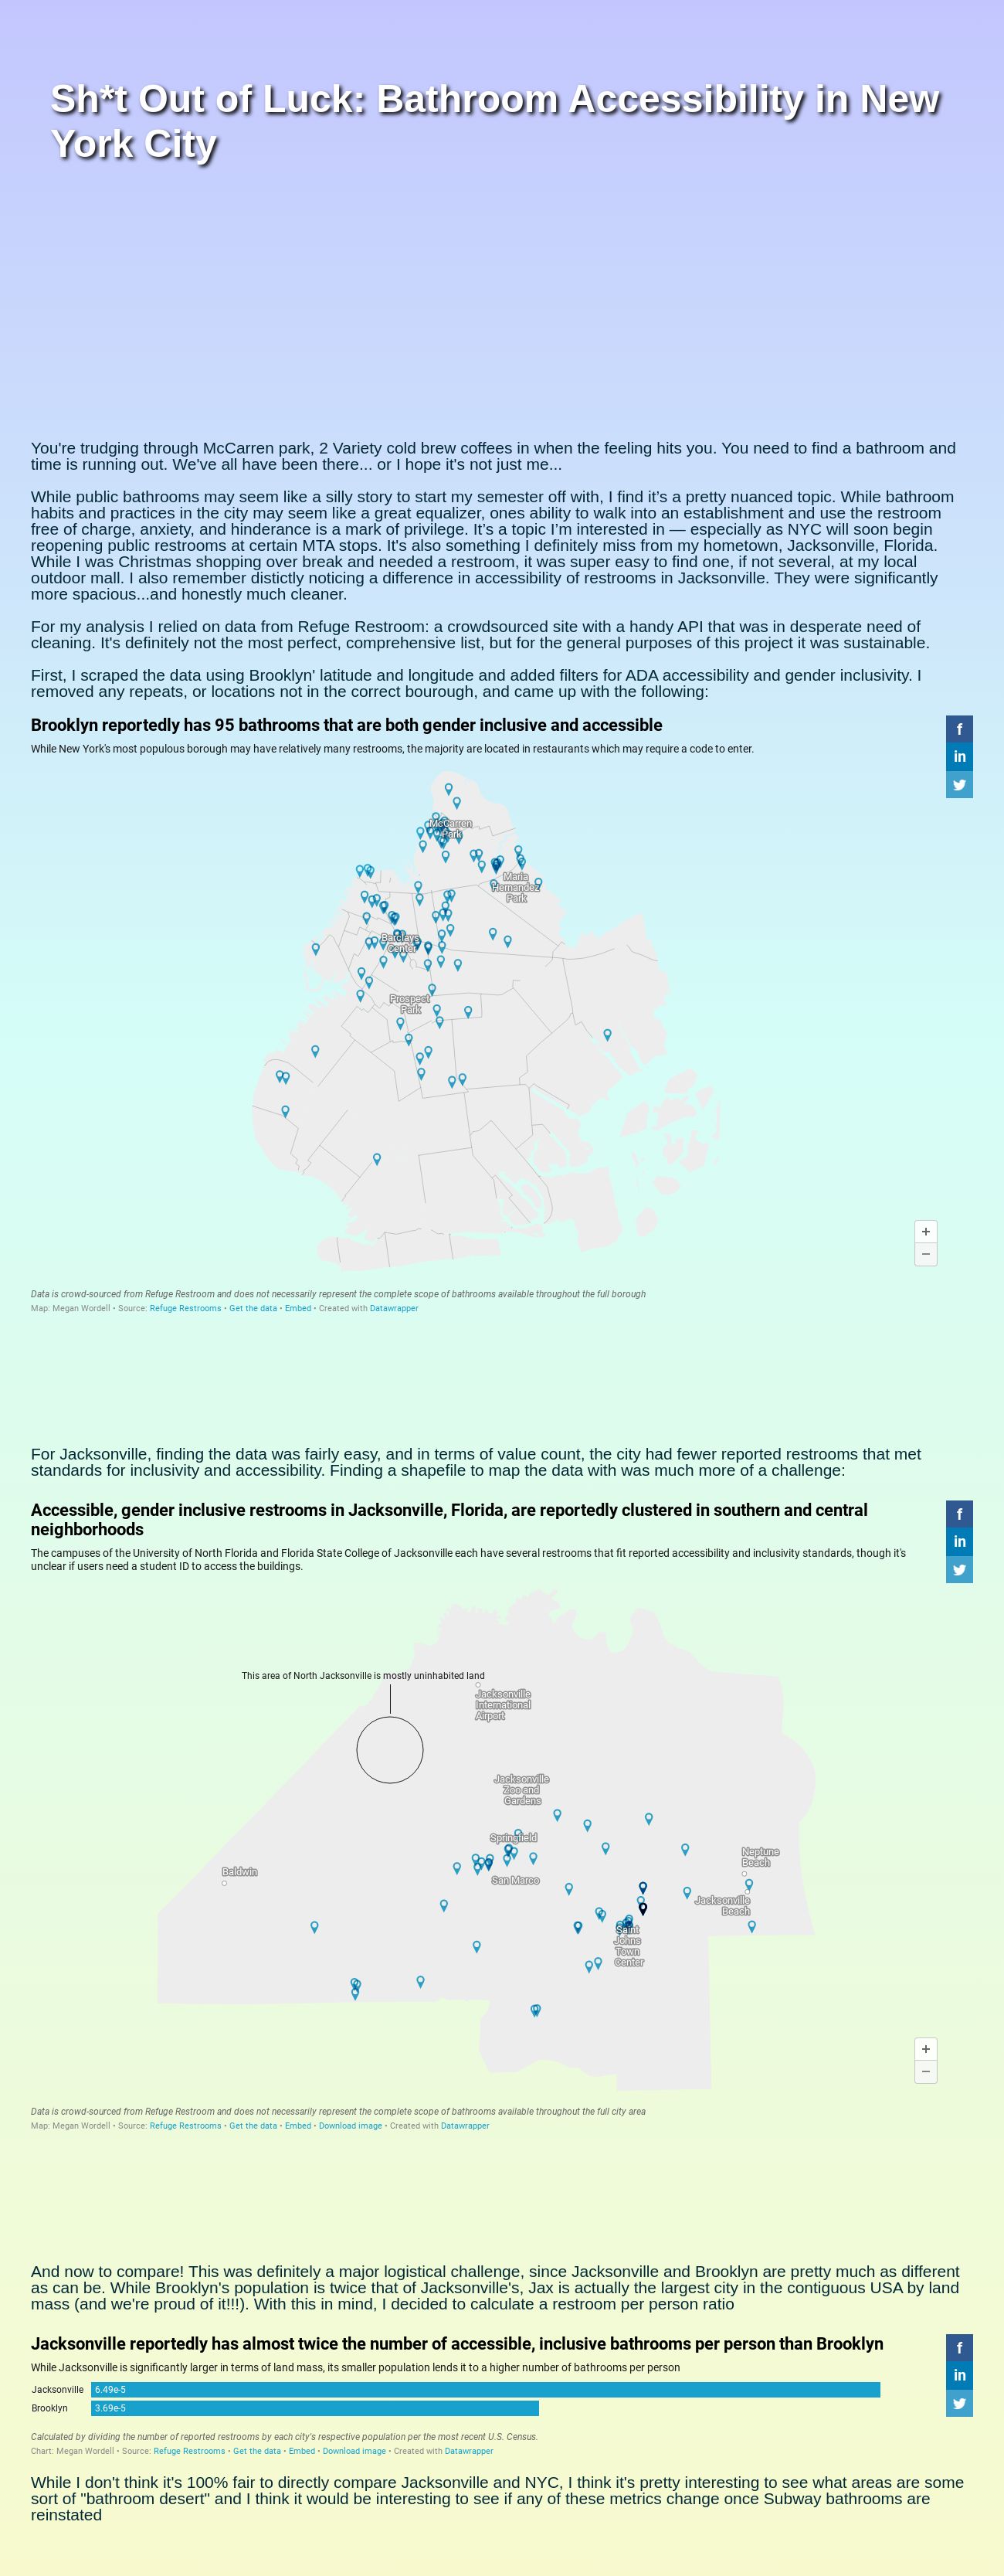 Sh*t Out of Luck: Bathroom Accessibility in New
York City
You're trudging through McCarren park, 2 Variety cold brew coffees in when the feeling hits you. You need to find a bathroom and
time is running out. We've all have been there... or I hope it's not just me...
While public bathrooms may seem like a silly story to start my semester off with, I find it’s a pretty nuanced topic. While bathroom
habits and practices in the city may seem like a great equalizer, ones ability to walk into an establishment and use the restroom
free of charge, anxiety, and hinderance is a mark of privilege. It’s a topic I’m interested in — especially as NYC will soon begin
reopening public restrooms at certain MTA stops. It's also something I definitely miss from my hometown, Jacksonville, Florida.
While I was Christmas shopping over break and needed a restroom, it was super easy to find one, if not several, at my local
outdoor mall. I also remember distictly noticing a difference in accessibility of restrooms in Jacksonville. They were significantly
more spacious...and honestly much cleaner.
For my analysis I relied on data from Refuge Restroom: a crowdsourced site with a handy API that was in desperate need of
cleaning. It's definitely not the most perfect, comprehensive list, but for the general purposes of this project it was sustainable.
First, I scraped the data using Brooklyn' latitude and longitude and added filters for ADA accessibility and gender inclusivity. I
removed any repeats, or locations not in the correct bourough, and came up with the following:
Brooklyn reportedly has 95 bathrooms that are both gender inclusive and accessible
While New York's most populous borough may have relatively many restrooms, the majority are located in restaurants which may require a code to enter.
f
in
McCarren
Park
Maria
Hernandez
Park
Barclays
Center
Prospect
Park
+
−
Data is crowd-sourced from Refuge Restroom and does not necessarily represent the complete scope of bathrooms available throughout the full borough
Map: Megan Wordell • Source: Refuge Restrooms • Get the data • Embed • Created with Datawrapper
For Jacksonville, finding the data was fairly easy, and in terms of value count, the city had fewer reported restrooms that met
standards for inclusivity and accessibility. Finding a shapefile to map the data with was much more of a challenge:
Accessible, gender inclusive restrooms in Jacksonville, Florida, are reportedly clustered in southern and central
neighborhoods
The campuses of the University of North Florida and Florida State College of Jacksonville each have several restrooms that fit reported accessibility and inclusivity standards, though it's
unclear if users need a student ID to access the buildings.
f
in
This area of North Jacksonville is mostly uninhabited land
Jacksonville
International
Airport
Jacksonville
Zoo and
Gardens
Springfield
Neptune
Beach
Baldwin
San Marco
Jacksonville
Beach
Saint
Johns
Town
Center
+
−
Data is crowd-sourced from Refuge Restroom and does not necessarily represent the complete scope of bathrooms available throughout the full city area
Map: Megan Wordell • Source: Refuge Restrooms • Get the data • Embed • Download image • Created with Datawrapper
And now to compare! This was definitely a major logistical challenge, since Jacksonville and Brooklyn are pretty much as different
as can be. While Brooklyn's population is twice that of Jacksonville's, Jax is actually the largest city in the contiguous USA by land
mass (and we're proud of it!!!). With this in mind, I decided to calculate a restroom per person ratio
Jacksonville reportedly has almost twice the number of accessible, inclusive bathrooms per person than Brooklyn
While Jacksonville is significantly larger in terms of land mass, its smaller population lends it to a higher number of bathrooms per person
f
in
Jacksonville 6.49e-5
Brooklyn 3.69e-5
Calculated by dividing the number of reported restrooms by each city's respective population per the most recent U.S. Census.
Chart: Megan Wordell • Source: Refuge Restrooms • Get the data • Embed • Download image • Created with Datawrapper
While I don't think it's 100% fair to directly compare Jacksonville and NYC, I think it's pretty interesting to see what areas are some
sort of "bathroom desert" and I think it would be interesting to see if any of these metrics change once Subway bathrooms are
reinstated